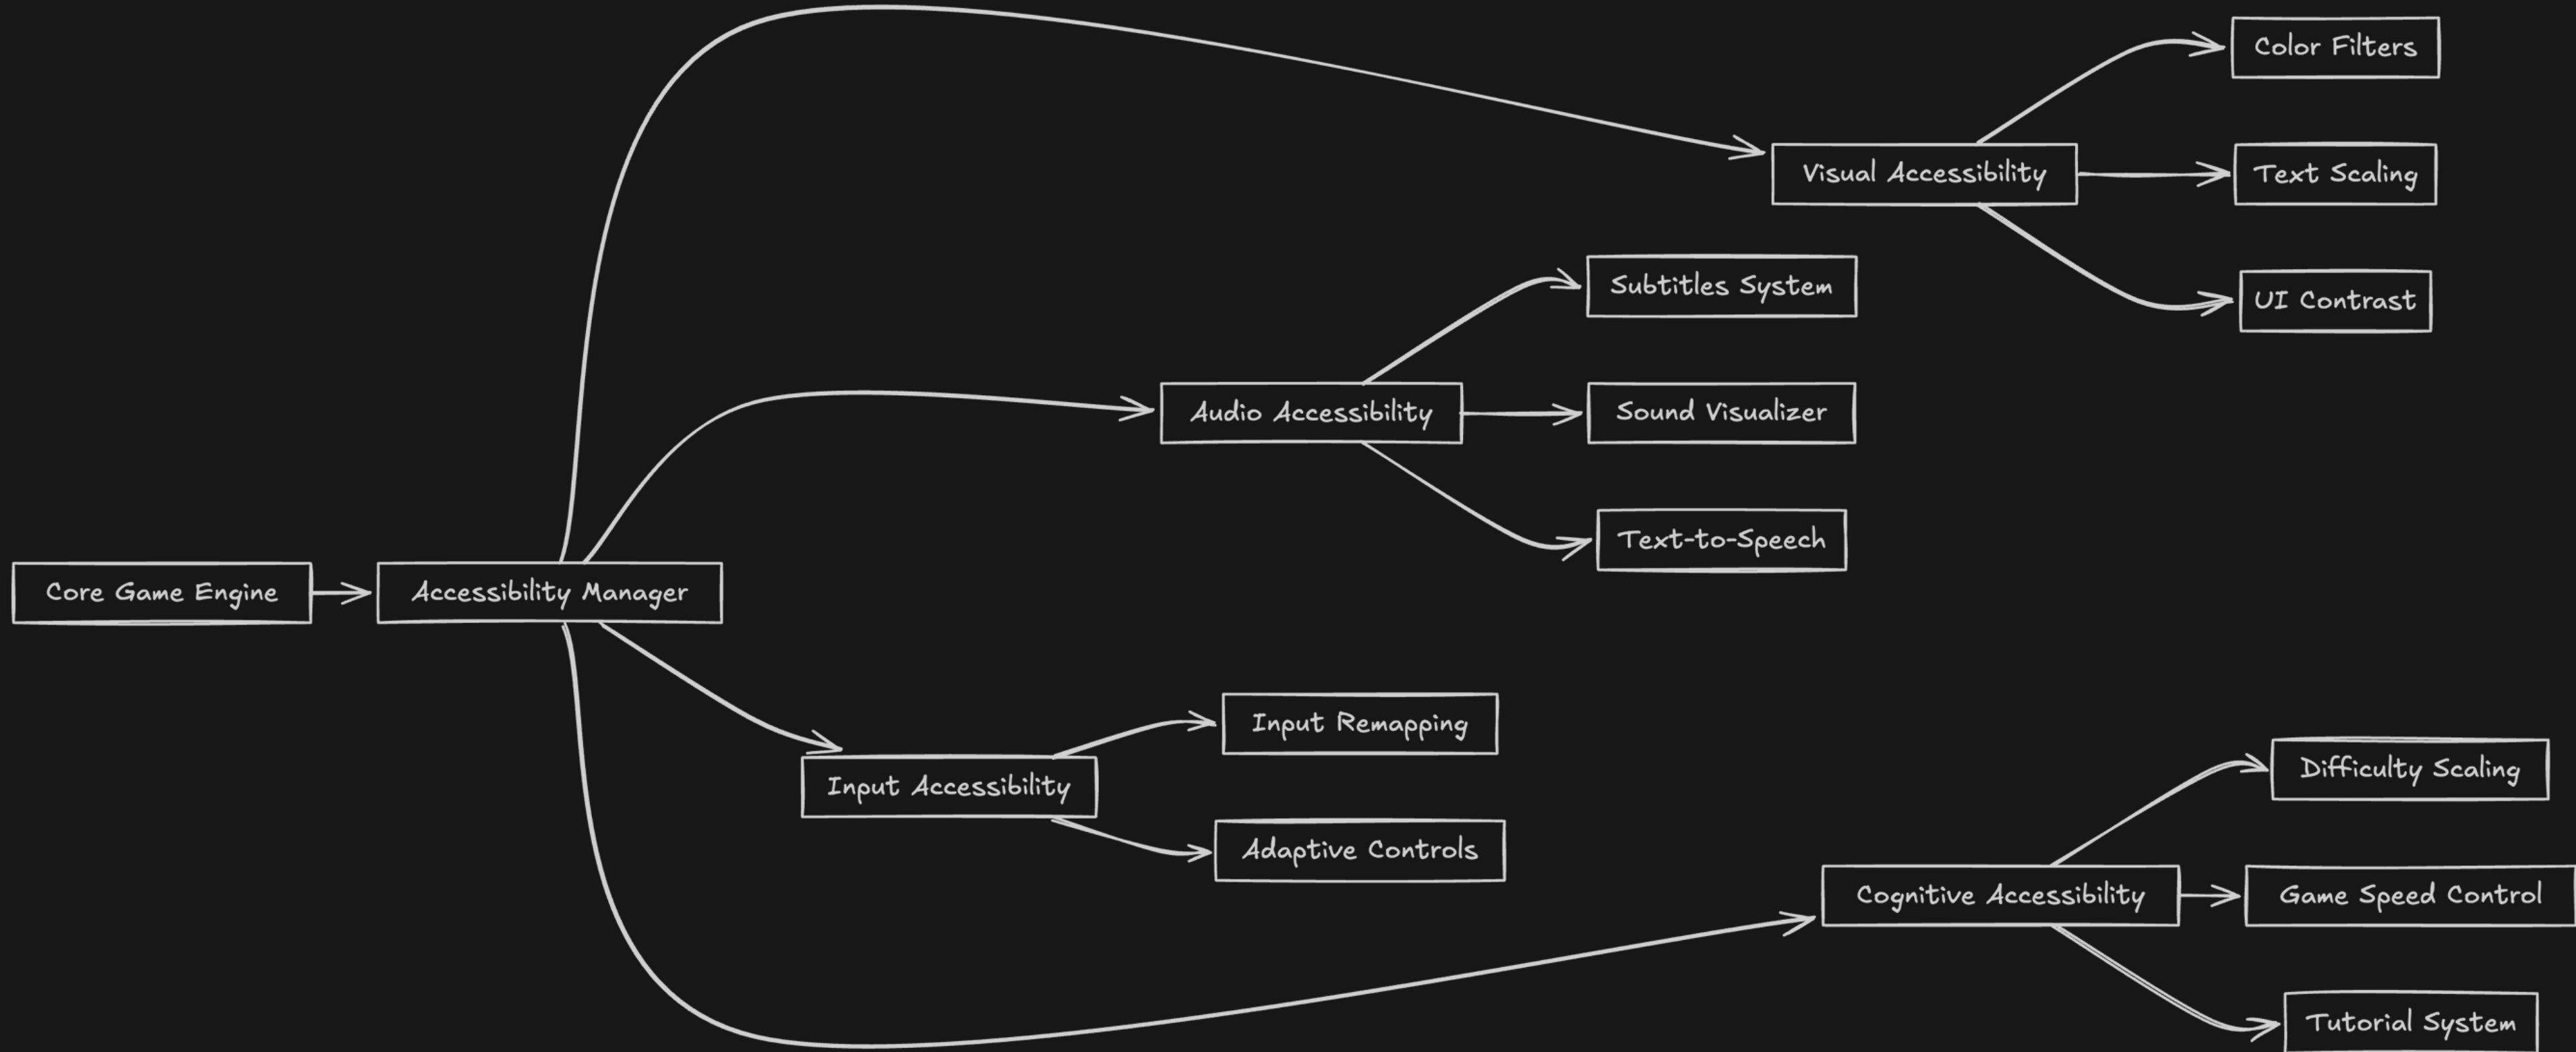 Color Filters
Visual Accessibility
Text Scaling
UI Contrast
Subtitles System
Audio Accessibility
Sound Visualizer
Text-to-Speech
Core Game Engine
Accessibility Manager
Input Remapping
Input Accessibility
Adaptive Controls
Difficulty Scaling
Cognitive Accessibility
Game Speed Control
Tutorial System